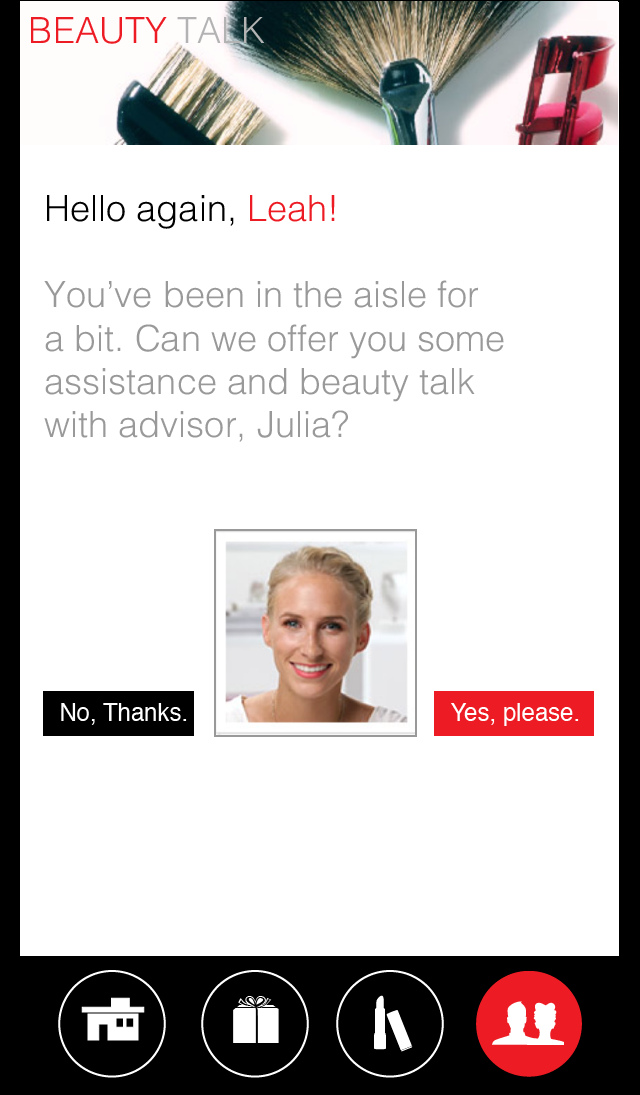 BEAUTY TALK
Hello again, Leah!
You’ve been in the aisle for
a bit. Can we offer you some
assistance and beauty talk
with advisor, Julia?
No, Thanks.
Yes, please.